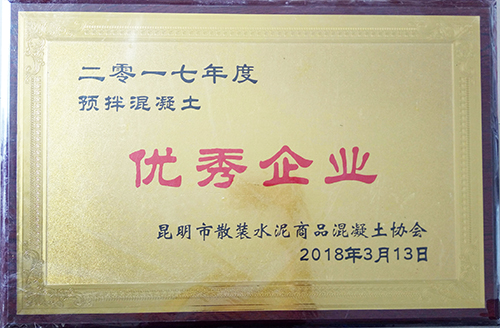 二零一七年度
预拌混凝土
优秀企业
昆明市散装水泥商品混凝土协会
2018年3月13日